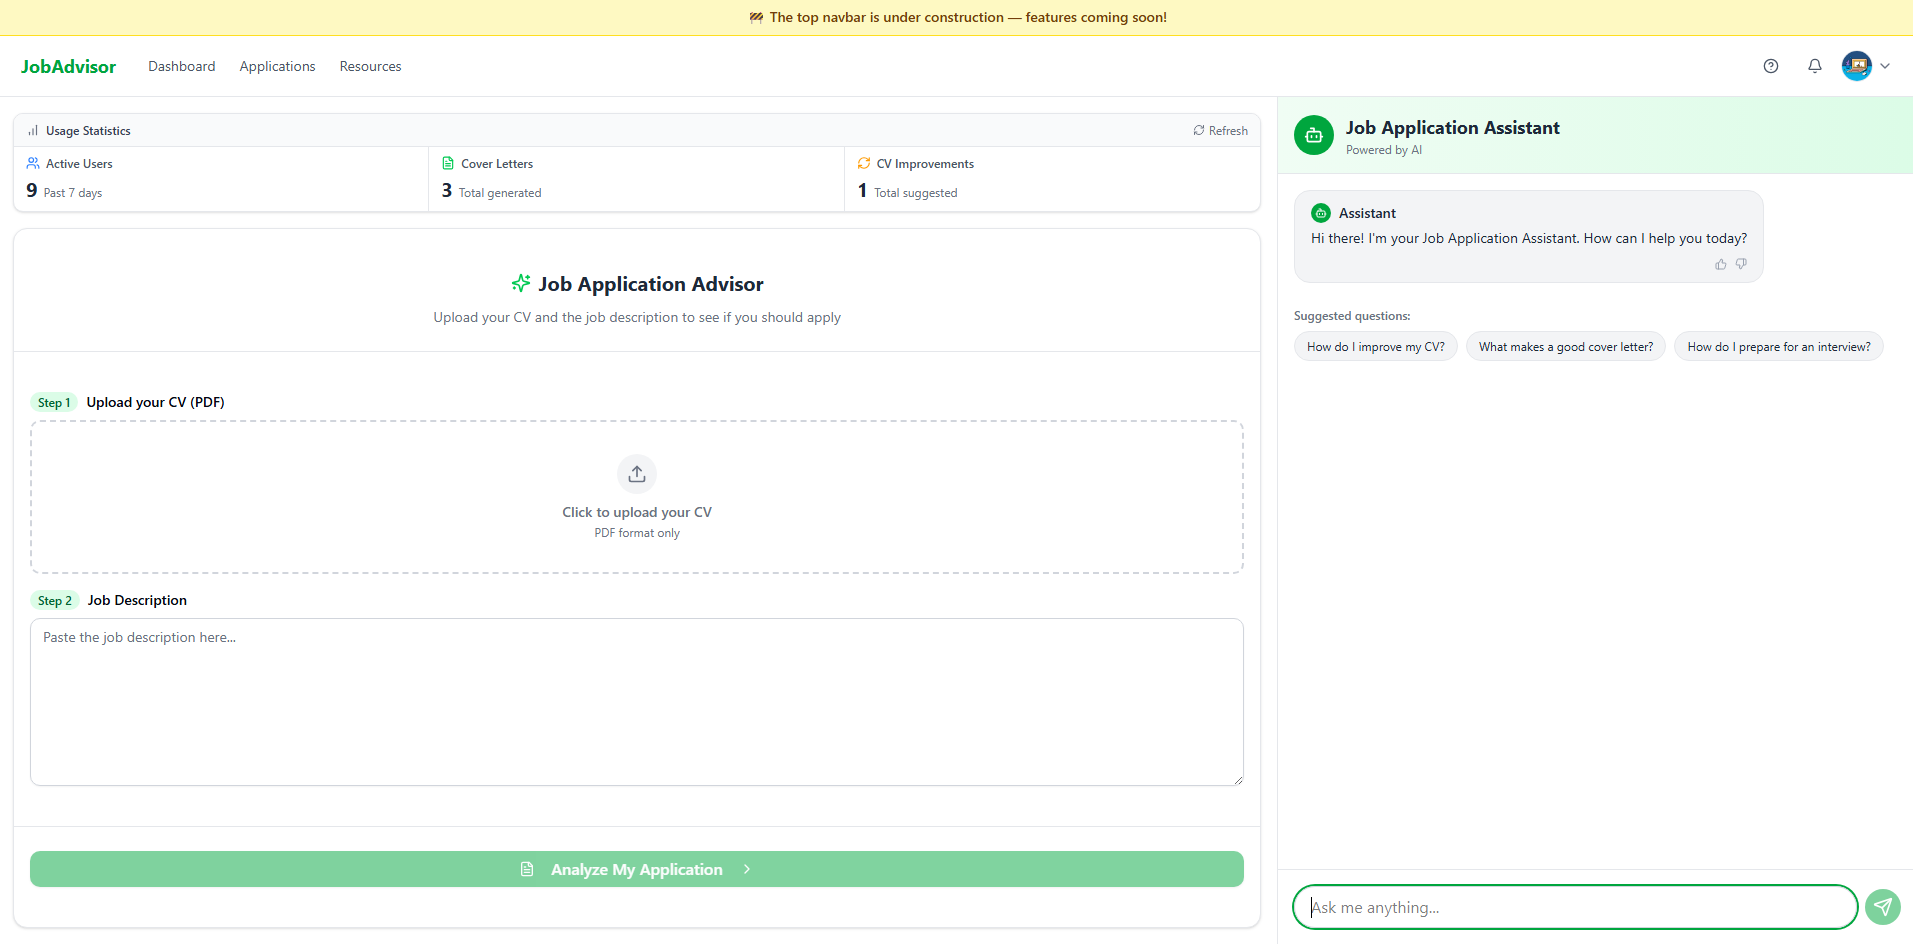 🚧 The top navbar is under construction — features coming soon!
JobAdvisor
Dashboard
Applications
Resources
Usage Statistics
Refresh
Active Users
9 Past 7 days
Cover Letters
3 Total generated
CV Improvements
1 Total suggested
Job Application Advisor
Upload your CV and the job description to see if you should apply
Step 1 Upload your CV (PDF)
Click to upload your CV
PDF format only
Step 2 Job Description
Paste the job description here...
Analyze My Application
Job Application Assistant
Powered by AI
Assistant
Hi there! I'm your Job Application Assistant. How can I help you today?
Suggested questions:
How do I improve my CV?
What makes a good cover letter?
How do I prepare for an interview?
Ask me anything...